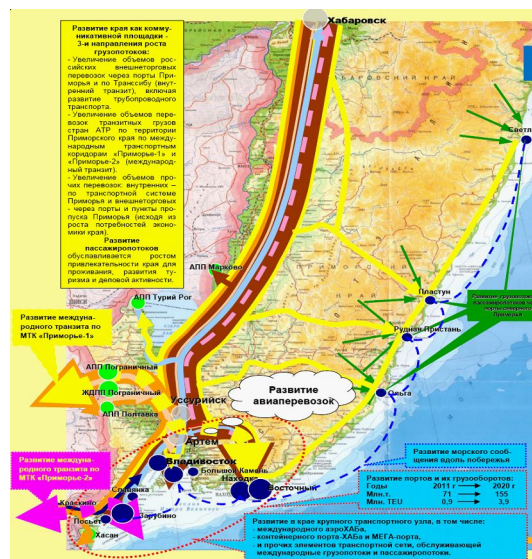 Хабаровск
Развитие края как комму-
никативной площадки -
3-и направления роста
грузопотоков:
- Увеличение объемов рос-
сийских внешнеторговых
перевозок через порты При-
морья и по Транссибу (внут-
ренний транзит), включая
развитие трубопроводного
транспорта.
- Увеличение объемов пере-
возок транзитных грузов
стран АТР по территории
Приморского края по между-
народным транспортным
коридорам «Приморье-1» и
«Приморье-2» (международ-
ный транзит).
- Увеличение объемов про-
чих перевозок: внутренних –
по транспортной системе
Приморья и внешнеторговых
- через порты и пункты про-
пуска Приморья (исходя из
роста потребностей эконо-
мики края).
Развитие
пассажиропотоков
обуславливается ростом
привлекательности края для
проживания, развития ту-
ризма и деловой активности.
КРАЙ
Светл
АПП Марково
ПРИМОРСКИЙ
КРАЙ
АПП Турий Рог
Пластун
Развитие междуна-
родного транзита по
МТК «Приморье-1»
Рудная Пристань
АПП Пограничный
ЖДПП Пограничный
АПП Полтавка
Уссурийск
Развитие
авиаперевозок
Ольга
Артем
Владивосток
Большой Камень
Находка
Восточный
Развитие междуна-
родного транзита по
МТК «Приморье-2»
Славянка
Краскино
Посьет
Зарубино
Хасан
Развитие морского сооб-
щения вдоль побережья
Развитие портов и их грузооборотов:
Годы 2011 г 2020 г
Млн.т. 71 155
Млн. TEU 0,9 3,9
Развитие в крае крупного транспортного узла, в том числе:
международного аэроХАБа,
- контейнерного порта-ХАБа и МЕГА-порта,
и прочих элементов транспортной сети, обслуживающей
международные грузопотоки и пассажиропотоки.